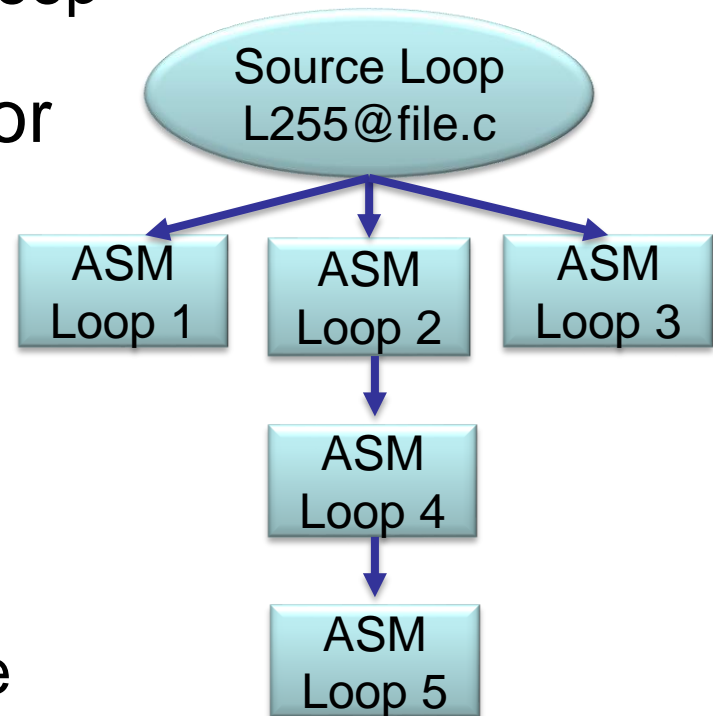 Source Loop
L255@file.c
or
ASM
Loop 1
ASM
Loop 2
ASM
Loop 3
ASM
Loop 4
ASM
Loop 5